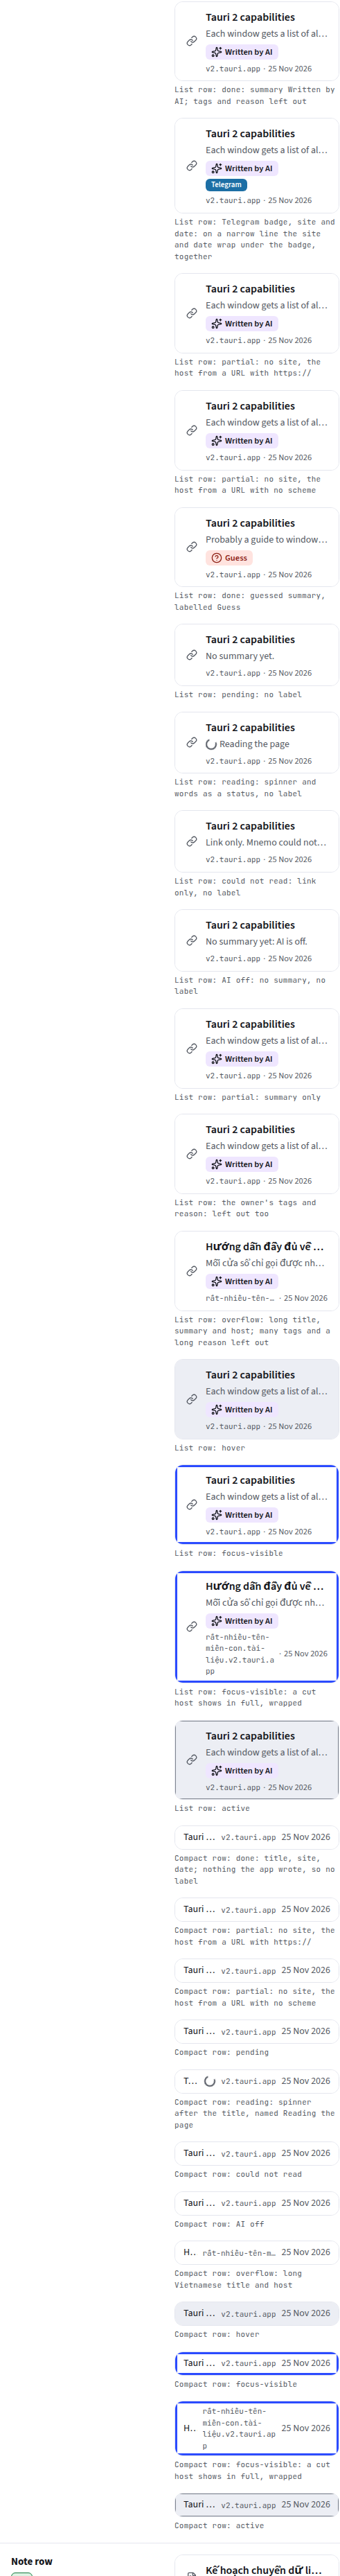 Tauri 2 capabilities
Each window gets a list of al…
Written by AI
v2.tauri.app · 25 Nov 2026
List row: done: summary Written by
AI; tags and reason left out
Tauri 2 capabilities
Each window gets a list of al…
Written by AI
Telegram
v2.tauri.app · 25 Nov 2026
List row: Telegram badge, site and
date: on a narrow line the site
and date wrap under the badge,
together
Tauri 2 capabilities
Each window gets a list of al…
Written by AI
v2.tauri.app · 25 Nov 2026
List row: partial: no site, the
host from a URL with https://
Tauri 2 capabilities
Each window gets a list of al…
Written by AI
v2.tauri.app · 25 Nov 2026
List row: partial: no site, the
host from a URL with no scheme
Tauri 2 capabilities
Probably a guide to window…
Guess
v2.tauri.app · 25 Nov 2026
List row: done: guessed summary,
labelled Guess
Tauri 2 capabilities
No summary yet.
v2.tauri.app · 25 Nov 2026
List row: pending: no label
Tauri 2 capabilities
Reading the page
v2.tauri.app · 25 Nov 2026
List row: reading: spinner and
words as a status, no label
Tauri 2 capabilities
Link only. Mnemo could not…
v2.tauri.app · 25 Nov 2026
List row: could not read: link
only, no label
Tauri 2 capabilities
No summary yet: AI is off.
v2.tauri.app · 25 Nov 2026
List row: AI off: no summary, no
label
Tauri 2 capabilities
Each window gets a list of al…
Written by AI
v2.tauri.app · 25 Nov 2026
List row: partial: summary only
Tauri 2 capabilities
Each window gets a list of al…
Written by AI
v2.tauri.app · 25 Nov 2026
List row: the owner's tags and
reason: left out too
Hướng dẫn đầy đủ về …
Mỗi cửa sổ chỉ gọi được nh…
Written by AI
rất-nhiều-tên-… · 25 Nov 2026
List row: overflow: long title,
summary and host; many tags and a
long reason left out
Tauri 2 capabilities
Each window gets a list of al…
Written by AI
v2.tauri.app · 25 Nov 2026
List row: hover
Tauri 2 capabilities
Each window gets a list of al…
Written by AI
v2.tauri.app · 25 Nov 2026
List row: focus-visible
Hướng dẫn đầy đủ về …
Mỗi cửa sổ chỉ gọi được nh…
Written by AI
rất-nhiều-tên-
miền-con.tài-
liệu.v2.tauri.a
pp · 25 Nov 2026
List row: focus-visible: a cut
host shows in full, wrapped
Tauri 2 capabilities
Each window gets a list of al…
Written by AI
v2.tauri.app · 25 Nov 2026
List row: active
Tauri … v2.tauri.app 25 Nov 2026
Compact row: done: title, site,
date; nothing the app wrote, so no
label
Tauri … v2.tauri.app 25 Nov 2026
Compact row: partial: no site, the
host from a URL with https://
Tauri … v2.tauri.app 25 Nov 2026
Compact row: partial: no site, the
host from a URL with no scheme
Tauri … v2.tauri.app 25 Nov 2026
Compact row: pending
T… v2.tauri.app 25 Nov 2026
Compact row: reading: spinner
after the title, named Reading the
page
Tauri … v2.tauri.app 25 Nov 2026
Compact row: could not read
Tauri … v2.tauri.app 25 Nov 2026
Compact row: AI off
H… rất-nhiều-tên-m… 25 Nov 2026
Compact row: overflow: long
Vietnamese title and host
Tauri … v2.tauri.app 25 Nov 2026
Compact row: hover
Tauri … v2.tauri.app 25 Nov 2026
Compact row: focus-visible
rất-nhiều-tên-
miền-con.tài-
H… liệu.v2.tauri.ap 25 Nov 2026
p
Compact row: focus-visible: a cut
host shows in full, wrapped
Tauri … v2.tauri.app 25 Nov 2026
Compact row: active
Note row
Kế hoạch chuyển dữ li…